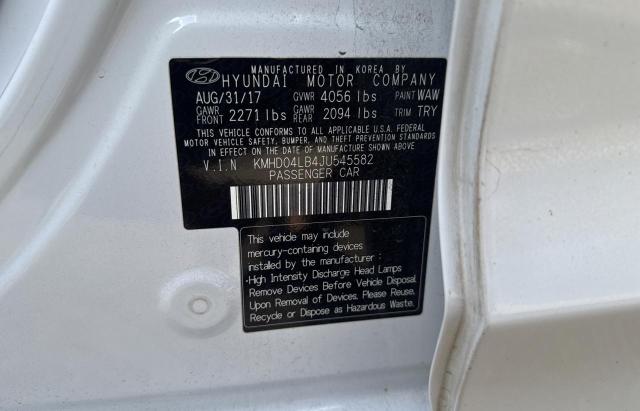 MANUFACTURED IN KOREA BY
HYUNDAI MOTOR COMPANY
AUG/31/17 GVWR 4056 lbs PAINT WAW
GAWR FRONT 2271 lbs GAWR REAR 2094 lbs TRIM TRY
THIS VEHICLE CONFORMS TO ALL APPLICABLE U.S.A. FEDERAL
MOTOR VEHICLE SAFETY, BUMPER, AND THEFT PREVENTION STANDARDS
IN EFFECT ON THE DATE OF MANUFACTURE SHOWN ABOVE.
V.I.N KMHD04LB4JU545582
PASSENGER CAR
This vehicle may include
mercury-containing devices
installed by the manufacturer :
·High Intensity Discharge Head Lamps
Remove Devices Before Vehicle Disposal.
Upon Removal of Devices, Please Reuse,
Recycle or Dispose as Hazardous Waste.